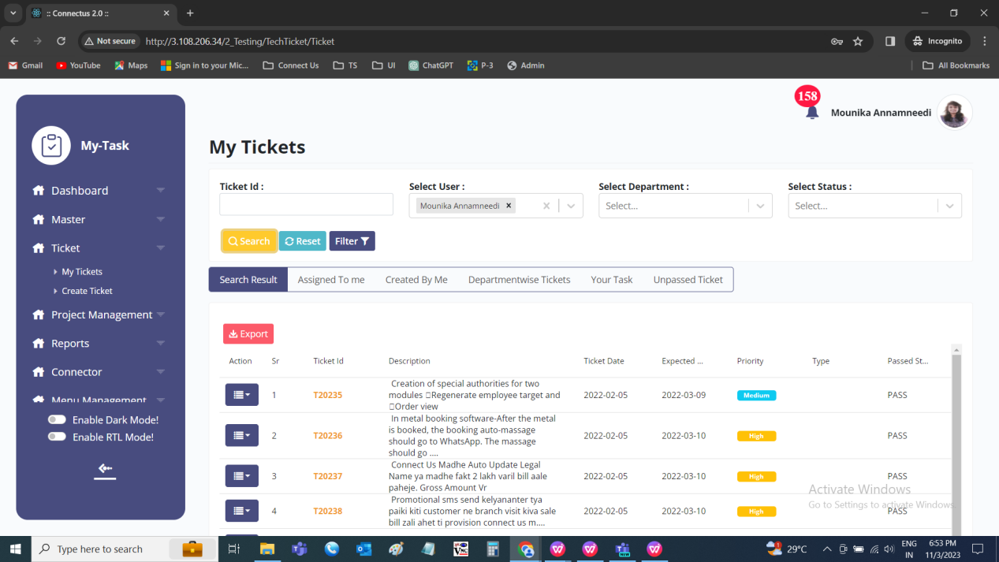 :: Connectus 2.0 ::
Not secure
http://3.108.206.34/2_Testing/TechTicket/Ticket
Incognito
Gmail
YouTube
Maps
Sign in to your Mic...
Connect Us
TS
UI
ChatGPT
P-3
Admin
All Bookmarks
158
Mounika Annamneedi
My-Task
Dashboard
Master
Ticket
My Tickets
Create Ticket
Project Management
Reports
Connector
Menu Management
Enable Dark Mode!
Enable RTL Mode!
My Tickets
Ticket Id :
Select User :
Select Department :
Select Status :
Mounika Annamneedi
Select...
Select...
Search
Reset
Filter
Search Result
Assigned To me
Created By Me
Departmentwise Tickets
Your Task
Unpassed Ticket
Export
Action Sr Ticket Id Description Ticket Date Expected ... Priority Type Passed St...
1 T20235 Creation of special authorities for two
modules □Regenerate employee target and
□Order view
2022-02-05 2022-03-09 Medium PASS
2 T20236 In metal booking software-After the metal
is booked, the booking auto-massage
should go to WhatsApp. The massage
should go ....
2022-02-05 2022-03-10 High PASS
3 T20237 Connect Us Madhe Auto Update Legal
Name ya madhe fakt 2 lakh varil bill aale
paheje. Gross Amount Vr
2022-02-05 2022-03-10 High PASS
4 T20238 Promotional sms send kelyananter tya
paiki kiti customer ne branch visit kiva sale
bill zali ahet ti provision connect us m....
2022-02-05 2022-03-10 High PASS
Activate Windows
Go to Settings to activate Windows.
Type here to search
29°C
ENG
IN
6:53 PM
11/3/2023